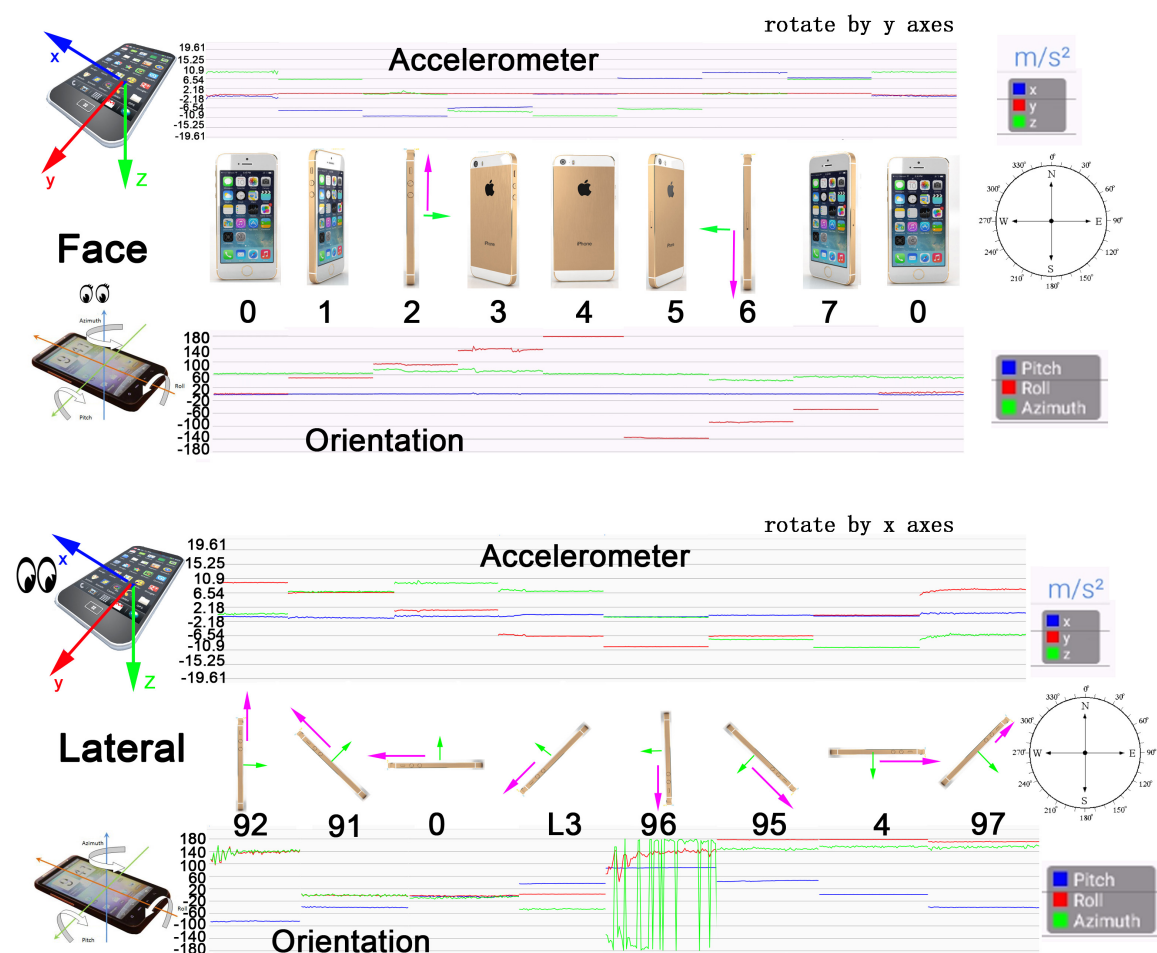 rotate by y axes
Accelerometer
x
y
z
19.61
15.25
10.9
6.54
2.18
-2.18
-6.54
-10.9
-15.25
-19.61
m/s²
x
y
z
Face
Azimuth
Roll
Pitch
iPhone
iPhone
0
1
2
3
4
5
6
7
0
330°
0°
30°
300°
60°
270°
90°
240°
120°
210°
180°
150°
N
W
E
S
180
140
100
60
20
-20
-60
-100
-140
-180
Orientation
Pitch
Roll
Azimuth
rotate by x axes
Accelerometer
x
y
z
19.61
15.25
10.9
6.54
2.18
-2.18
-6.54
-10.9
-15.25
-19.61
m/s²
x
y
z
Lateral
330°
0°
30°
300°
60°
270°
90°
240°
120°
210°
180°
150°
N
W
E
S
92
91
0
L3
96
95
4
97
Azimuth
Roll
Pitch
180
140
100
60
20
-20
-60
-100
-140
-180
Orientation
Pitch
Roll
Azimuth